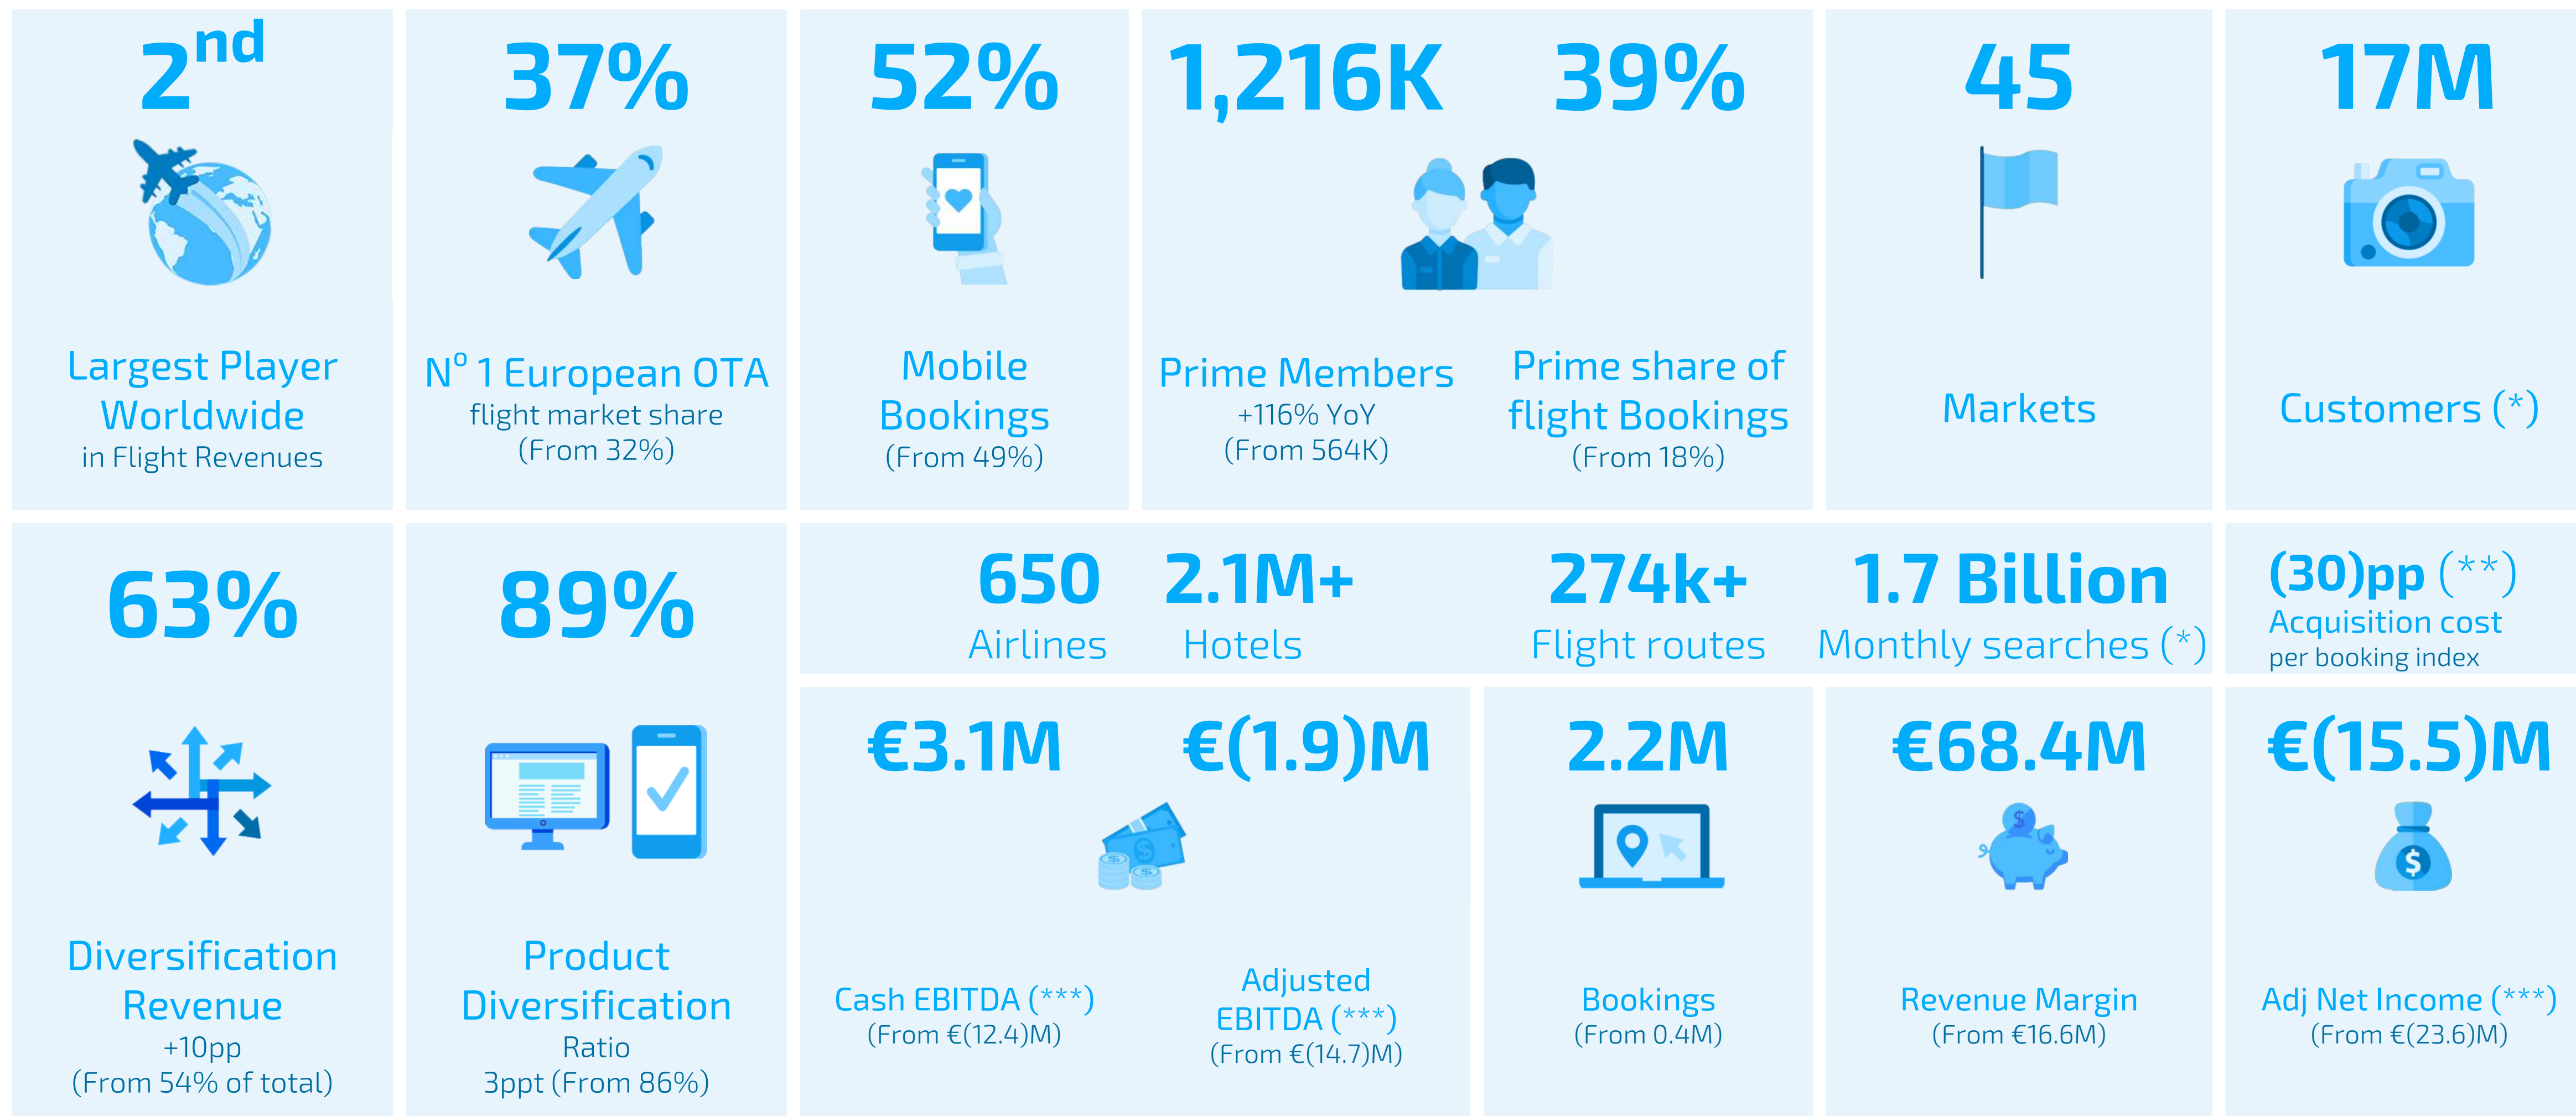 2nd
Largest Player
Worldwide
in Flight Revenues
37%
Nº 1 European OTA
flight market share
(From 32%)
52%
Mobile
Bookings
(From 49%)
1,216K
Prime Members
+116% YoY
(From 564K)
39%
Prime share of
flight Bookings
(From 18%)
45
Markets
17M
Customers (*)
63%
Diversification
Revenue
+10pp
(From 54% of total)
89%
Product
Diversification
Ratio
3ppt (From 86%)
650
Airlines
2.1M+
Hotels
274k+
Flight routes
1.7 Billion
Monthly searches (*)
(30)pp (**)
Acquisition cost
per booking index
€3.1M
Cash EBITDA (***)
(From €(12.4)M)
€(1.9)M
Adjusted
EBITDA (***)
(From €(14.7)M)
2.2M
Bookings
(From 0.4M)
€68.4M
Revenue Margin
(From €16.6M)
€(15.5)M
Adj Net Income (***)
(From €(23.6)M)